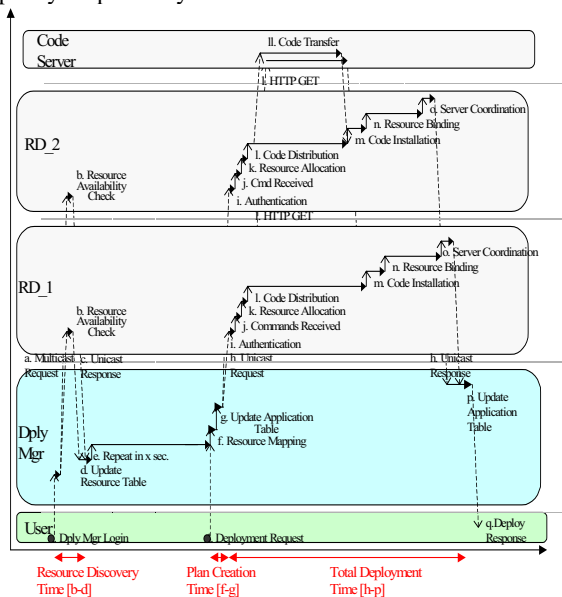 Code
Server
ll. Code Transfer
l. HTTP GET
RD_2
o. Server Coordination
n. Resource Binding
m. Code Installation
l. Code Distribution
k. Resource Allocation
j. Cmd Received
i. Authentication
b. Resource
Availability
Check
l. HTTP GET
RD_1
o. Server Coordination
n. Resource Binding
m. Code Installation
l. Code Distribution
k. Resource Allocation
j. Commands Received
i. Authentication
b. Resource
Availability
Check
a. Multicast
Request
c. Unicast
Response
h. Unicast
Request
h. Unicast
Response
Dply
Mgr
p. Update
Application
Table
g. Update Application
Table
f. Resource Mapping
e. Repeat in x sec.
d. Update
Resource Table
User
Dply Mgr Login
Deployment Request
q.Deploy
Response
Resource Discovery
Time [b-d]
Plan Creation
Time [f-g]
Total Deployment
Time [h-p]